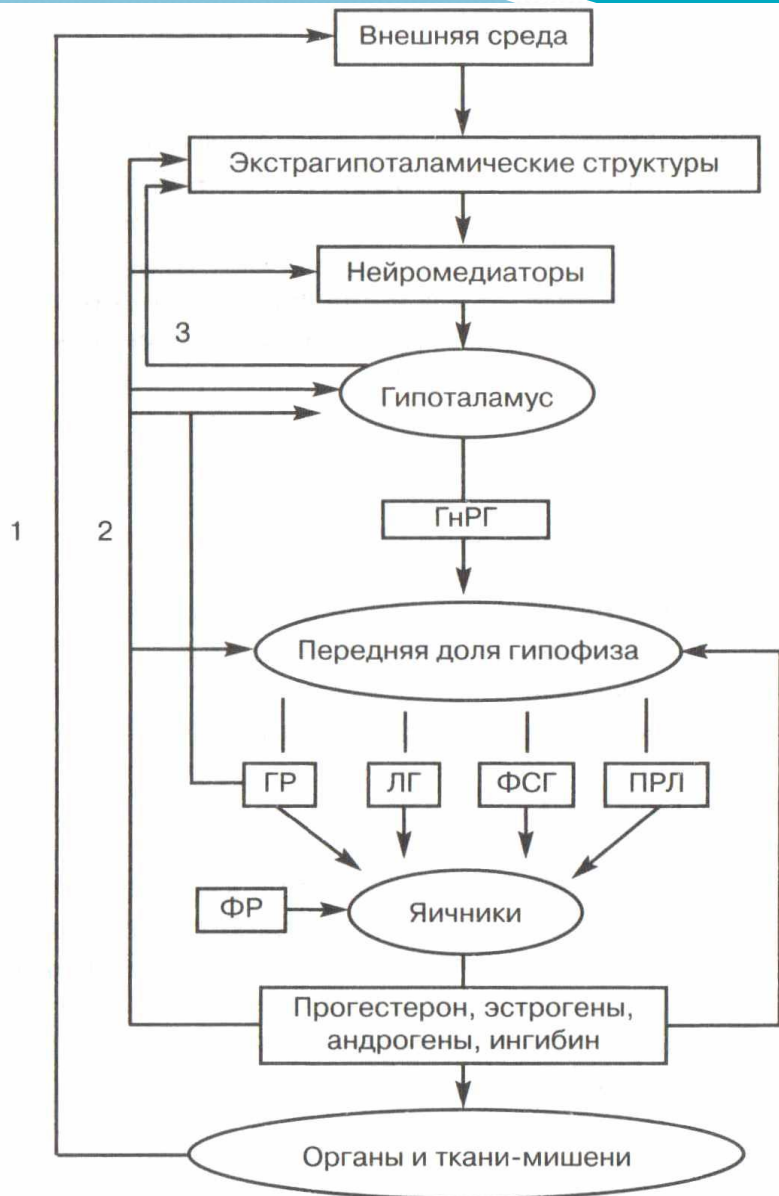 Внешняя среда
Экстрагипоталамические структуры
Нейромедиаторы
3
Гипоталамус
ГнРГ
1
2
Передняя доля гипофиза
ГР
ЛГ
ФСГ
ПРЛ
ФР
Яичники
Прогестерон, эстрогены,
андрогены, ингибин
Органы и ткани-мишени